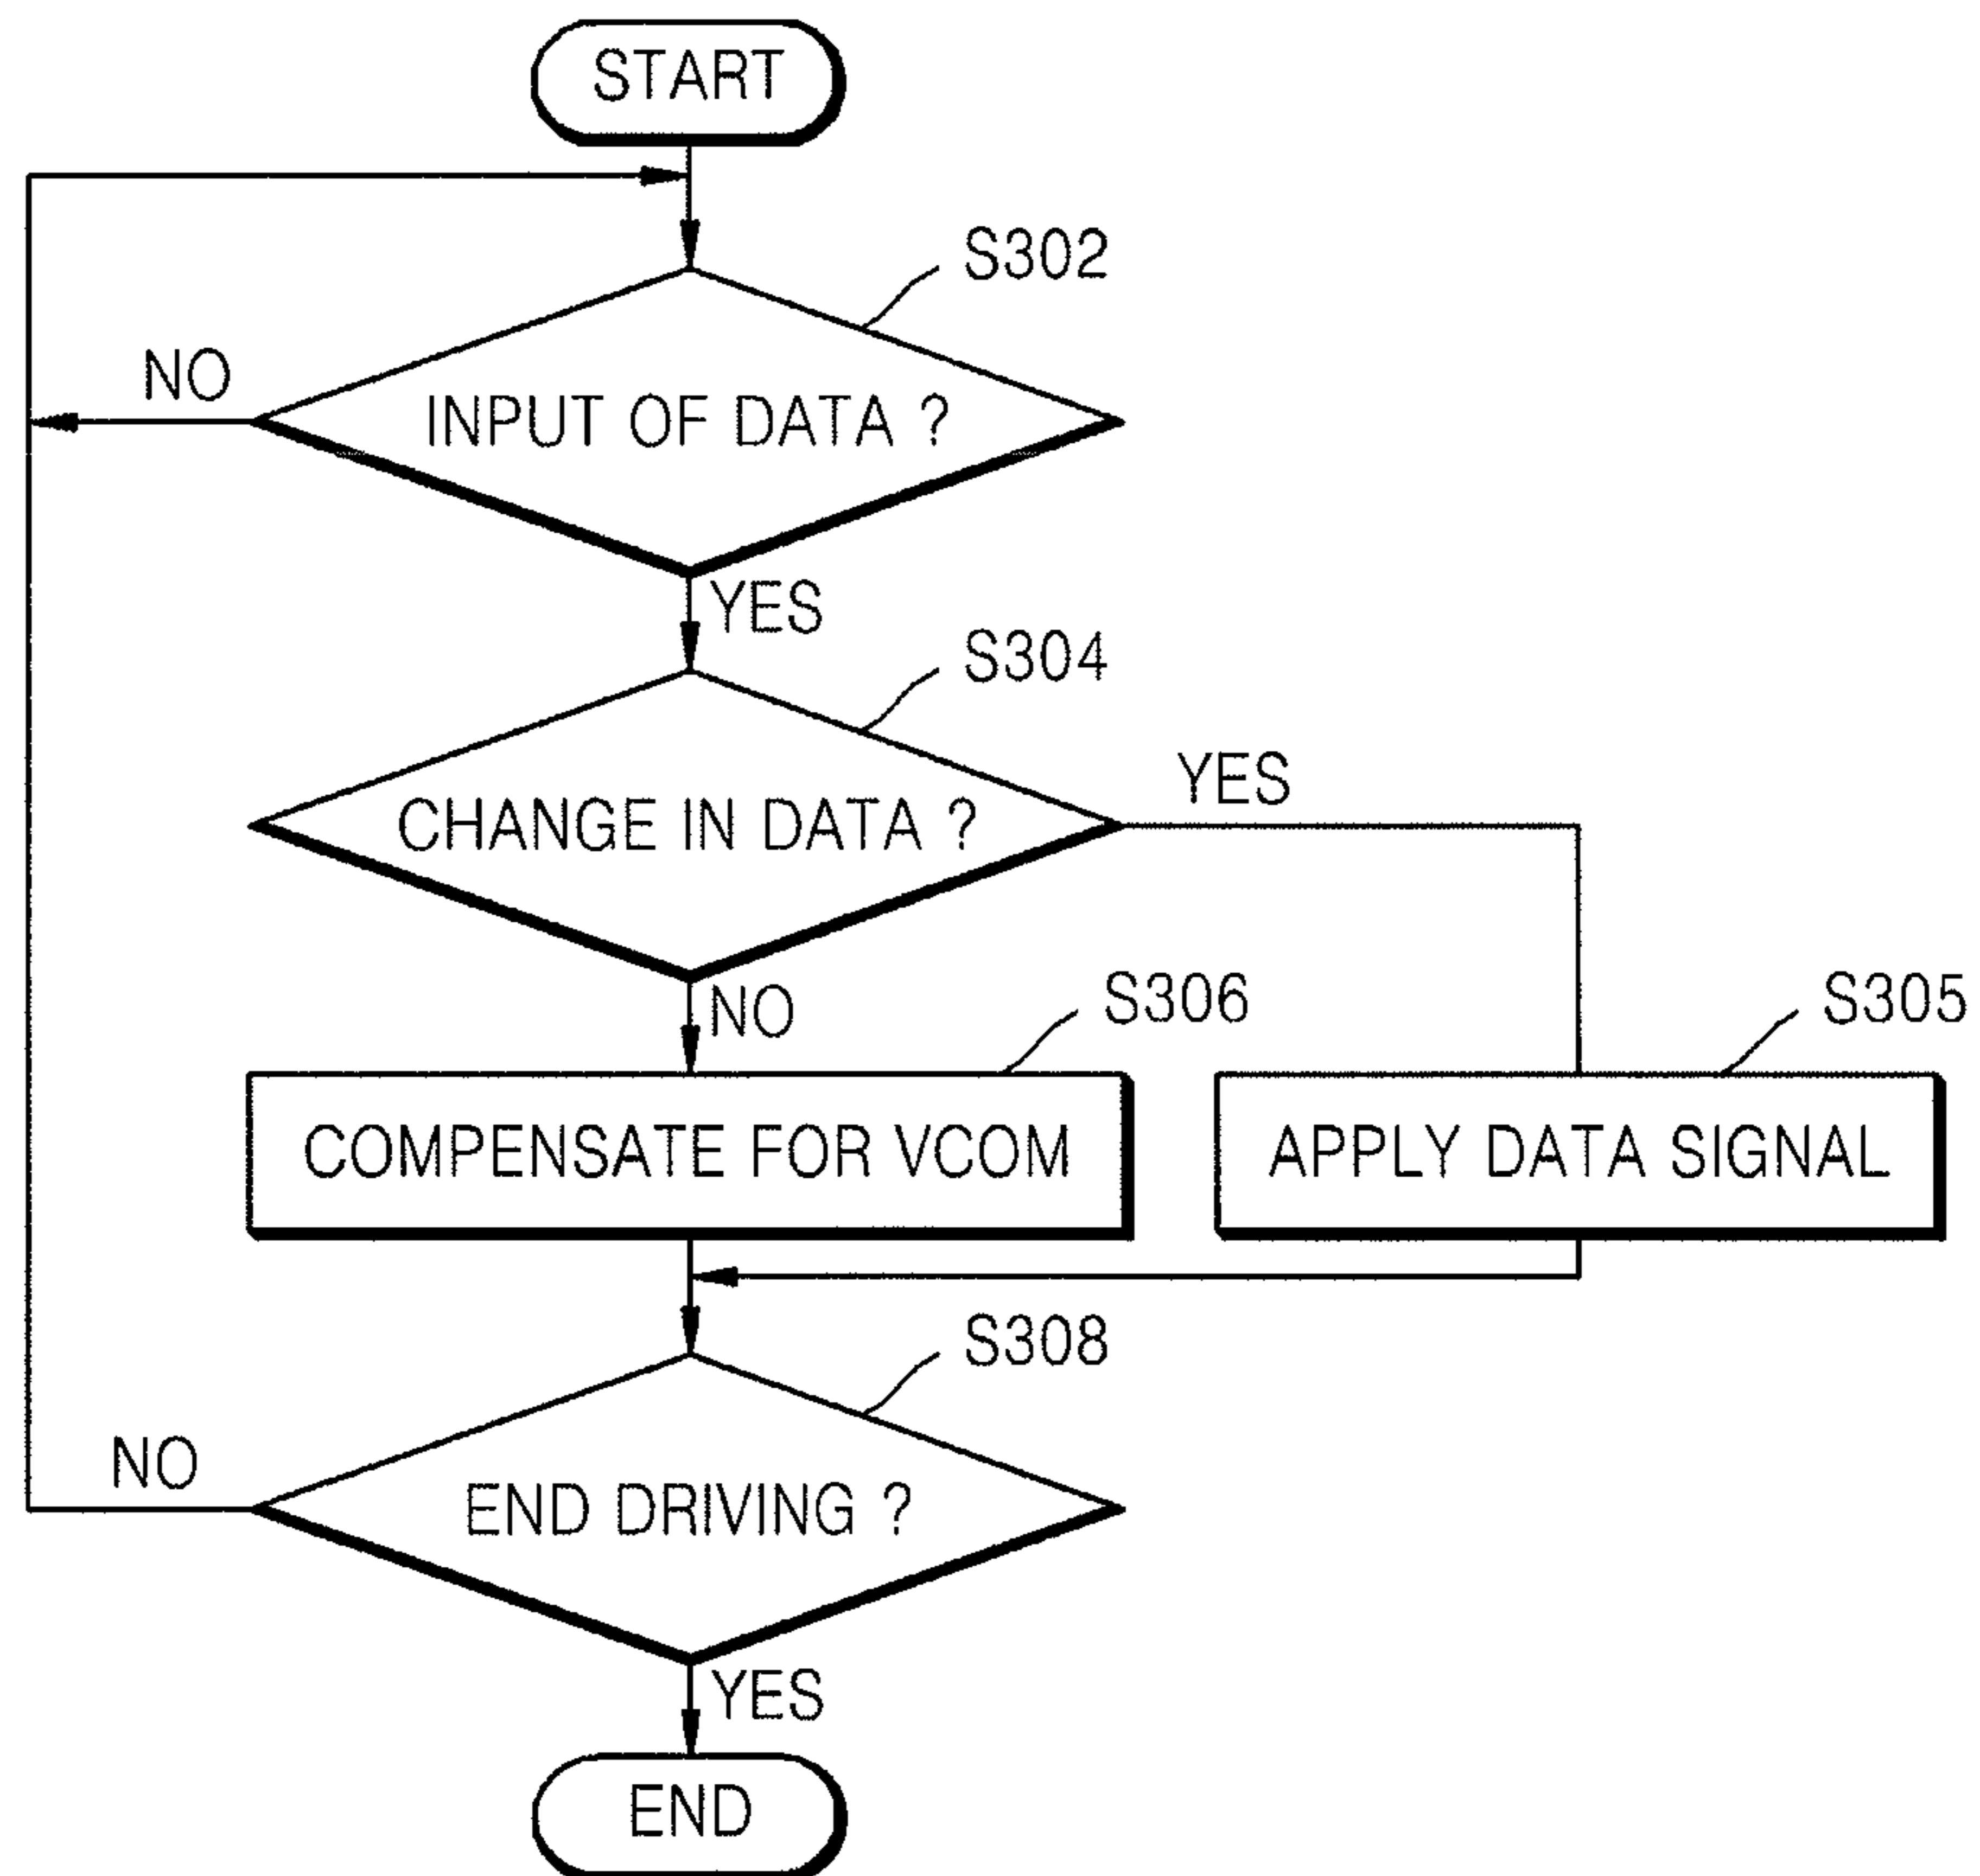 START
S302
NO
INPUT OF DATA ?
YES
S304
YES
CHANGE IN DATA ?
NO
S306
S305
COMPENSATE FOR VCOM
APPLY DATA SIGNAL
S308
NO
END DRIVING ?
YES
END